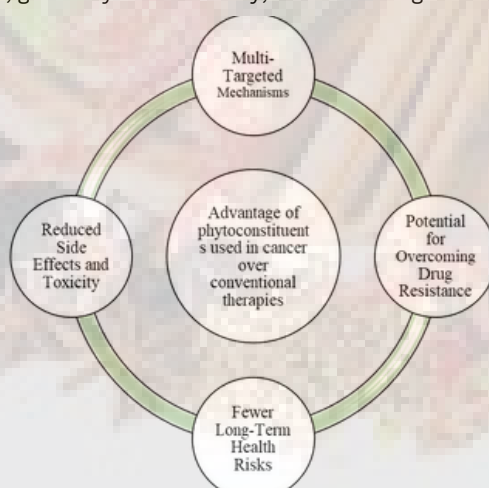 Multi-
Targeted
Mechanisms
Reduced
Side
Effects and
Toxicity
Advantage of
phytoconstituent
s used in cancer
over
conventional
therapies
Potential
for
Overcoming
Drug
Resistance
Fewer
Long-Term
Health
Risks